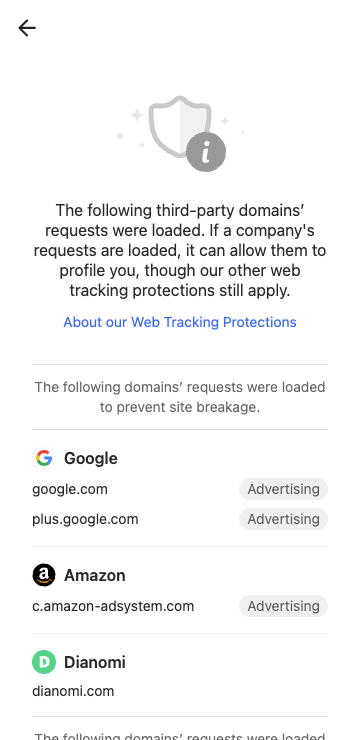 The following third-party domains’
requests were loaded. If a company's
requests are loaded, it can allow them to
profile you, though our other web
tracking protections still apply.
About our Web Tracking Protections
The following domains’ requests were loaded
to prevent site breakage.
Google
google.com Advertising
plus.google.com Advertising
Amazon
c.amazon-adsystem.com Advertising
Dianomi
dianomi.com
The following domains’ requests were loaded